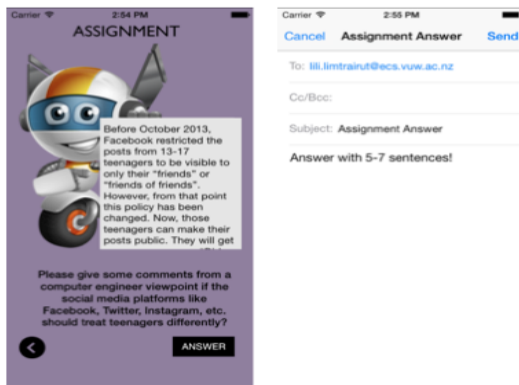 Carrier 2:54 PM
ASSIGNMENT
Before October 2013,
Facebook restricted the
posts from 13-17
teenagers to be visible to
only their “friends” or
“friends of friends”.
However, from that point
this policy has been
changed. Now, those
teenagers can make their
posts public. They will get
Please give some comments from a
computer engineer viewpoint if the
social media platforms like
Facebook, Twitter, Instagram, etc.
should treat teenagers differently?
ANSWER
Carrier 2:55 PM
Cancel Assignment Answer Send
To: lili.limtrairut@ecs.vuw.ac.nz
Cc/Bcc:
Subject: Assignment Answer
Answer with 5-7 sentences!